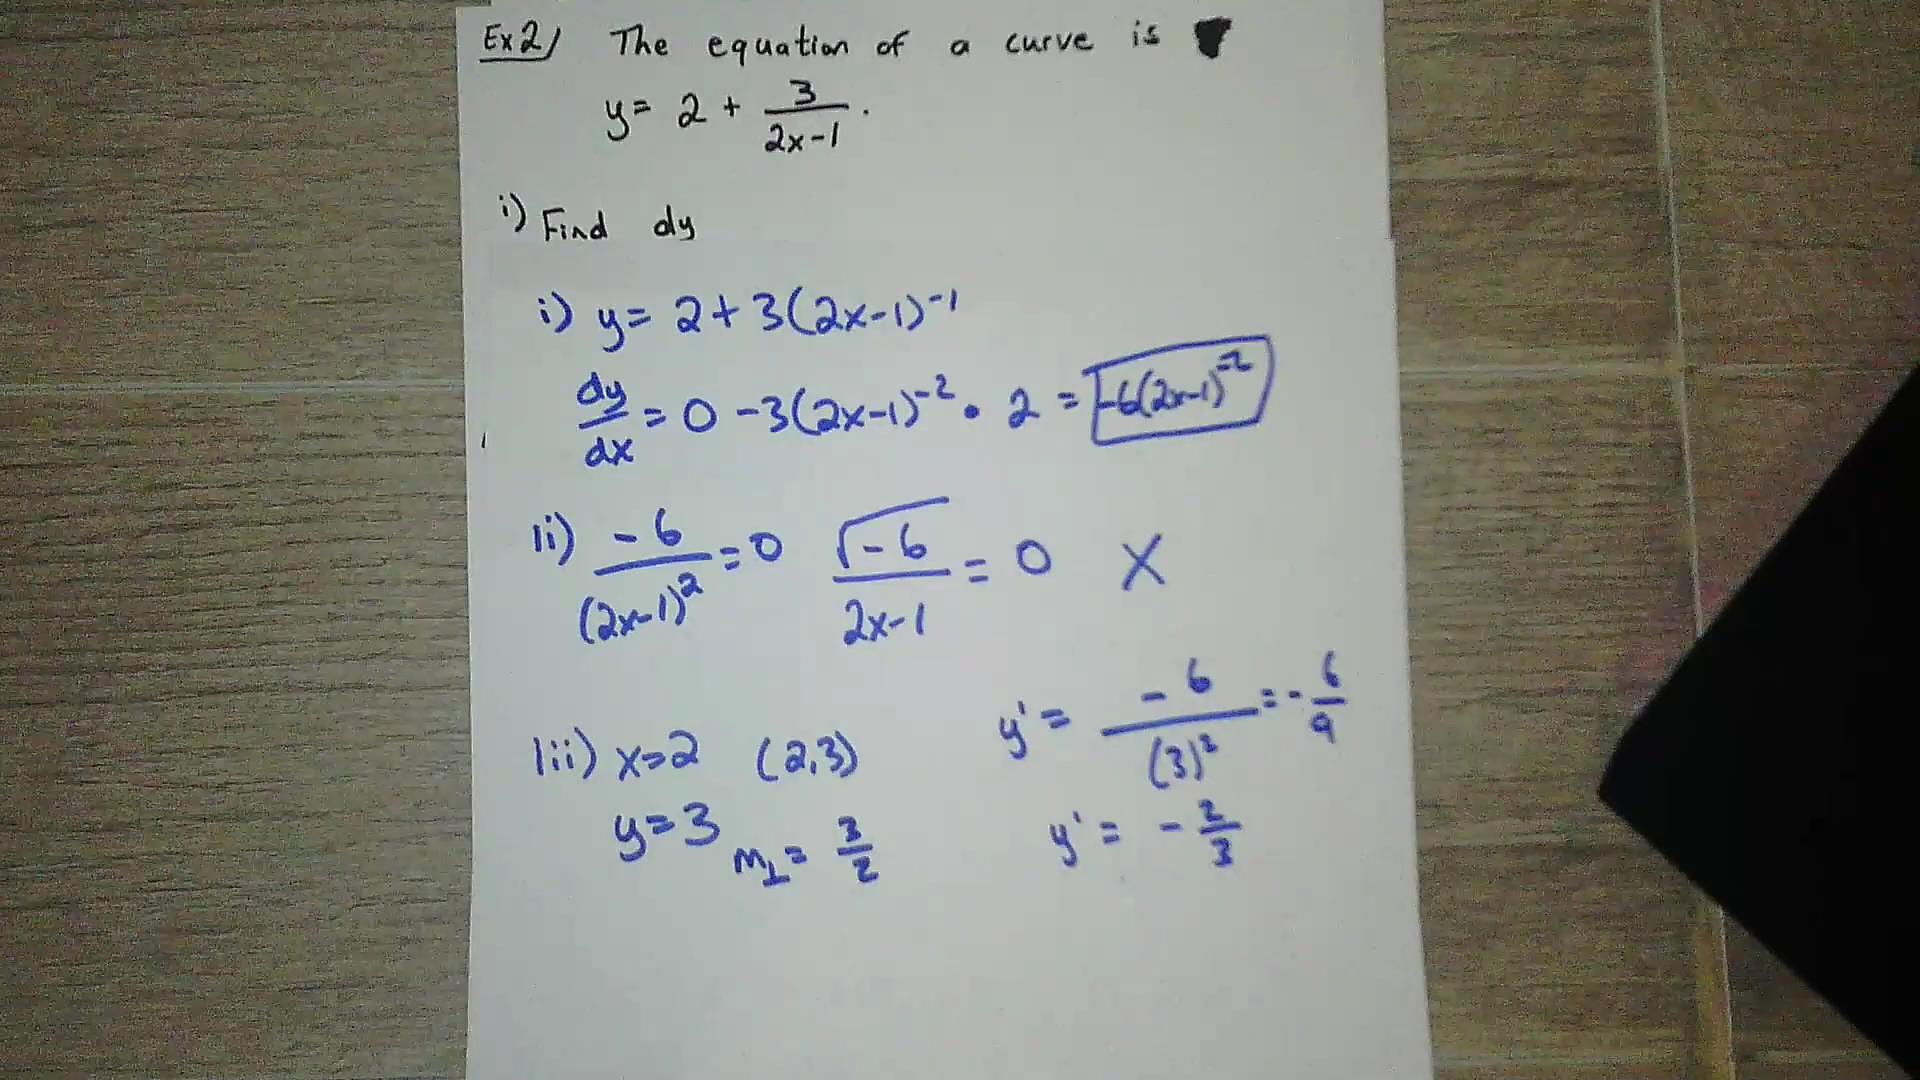 Ex2/ The equation of a curve is
y= 2 + 3/(2x-1).
i) Find dy
i) y= 2+3(2x-1)^-1
dy/dx = 0 -3(2x-1)^-2 • 2 = -6(2x-1)^-2
ii) -6/(2x-1)^2 =0 √-6/(2x-1) = 0 X
iii) x=2 (2,3) y' = -6/(3)^2 = -6/9
y=3 m⊥= 3/2 y' = -2/3